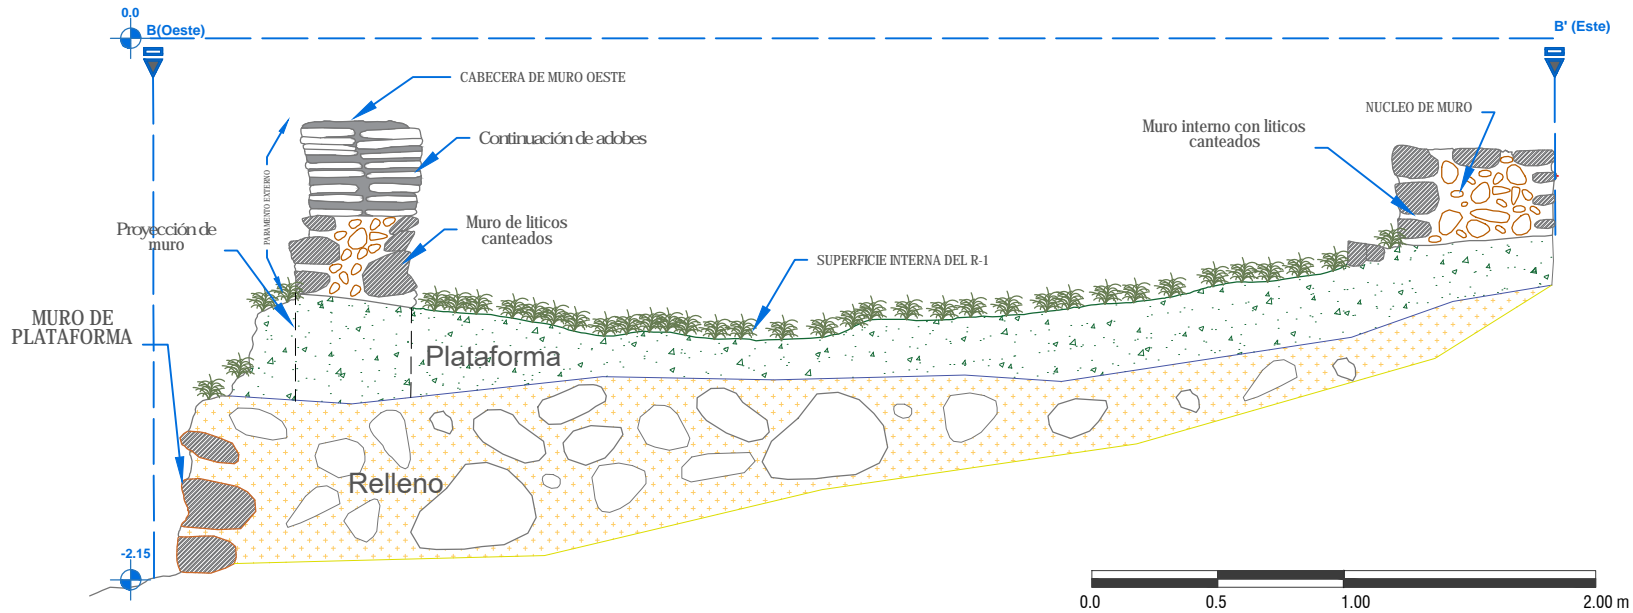 0.0
B(Oeste)
B' (Este)
CABECERA DE MURO OESTE
NUCLEO DE MURO
Continuación de adobes
Muro interno con liticos
canteados
PARAMENTO EXTERNO
Proyección de
muro
Muro de liticos
canteados
SUPERFICIE INTERNA DEL R-1
MURO DE
PLATAFORMA
Plataforma
Relleno
-2.15
0.0
0.5
1.00
2.00 m